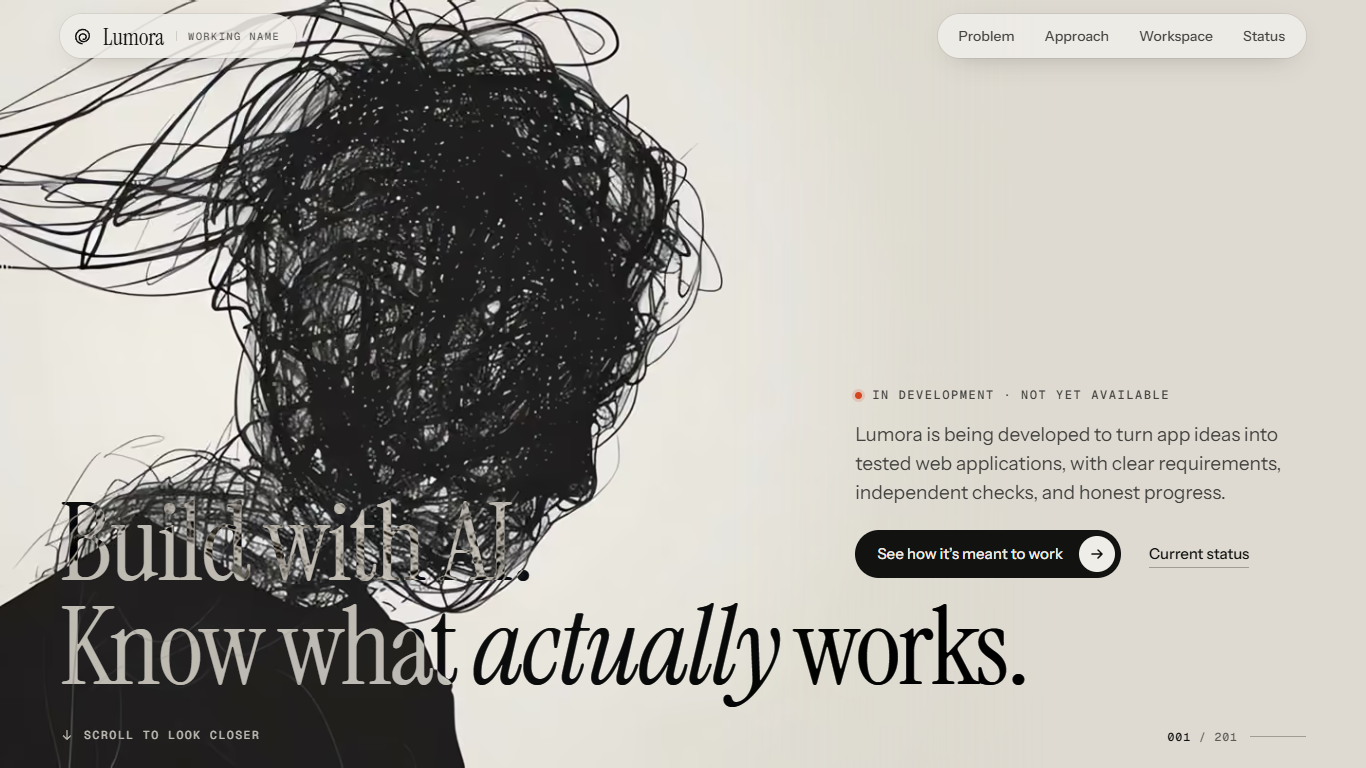 Lumora
WORKING NAME
Problem
Approach
Workspace
Status
IN DEVELOPMENT · NOT YET AVAILABLE
Lumora is being developed to turn app ideas into
tested web applications, with clear requirements,
independent checks, and honest progress.
See how it's meant to work →
Current status
Build with AI.
Know what actually works.
↓ SCROLL TO LOOK CLOSER
001 / 201